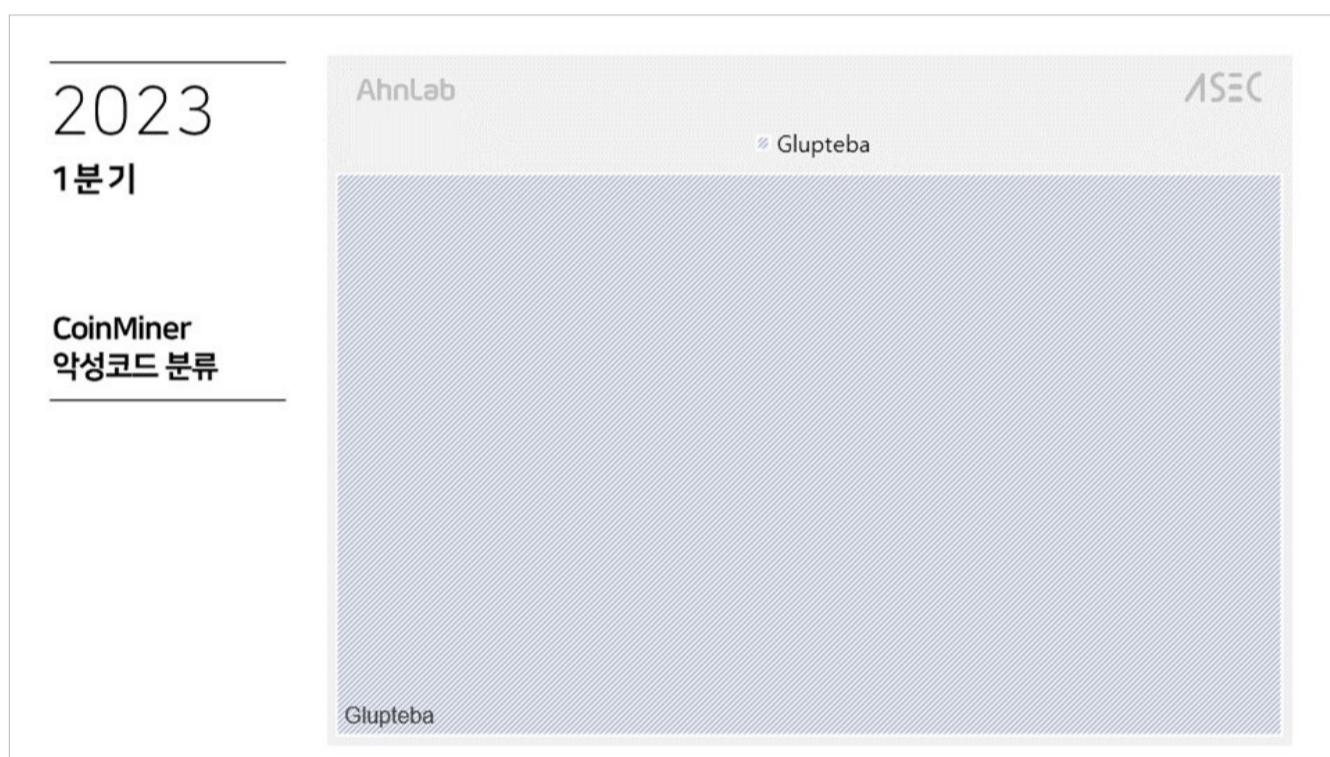 2023
1분기
CoinMiner
악성코드 분류
AhnLab
ASEC
Glupteba
Glupteba